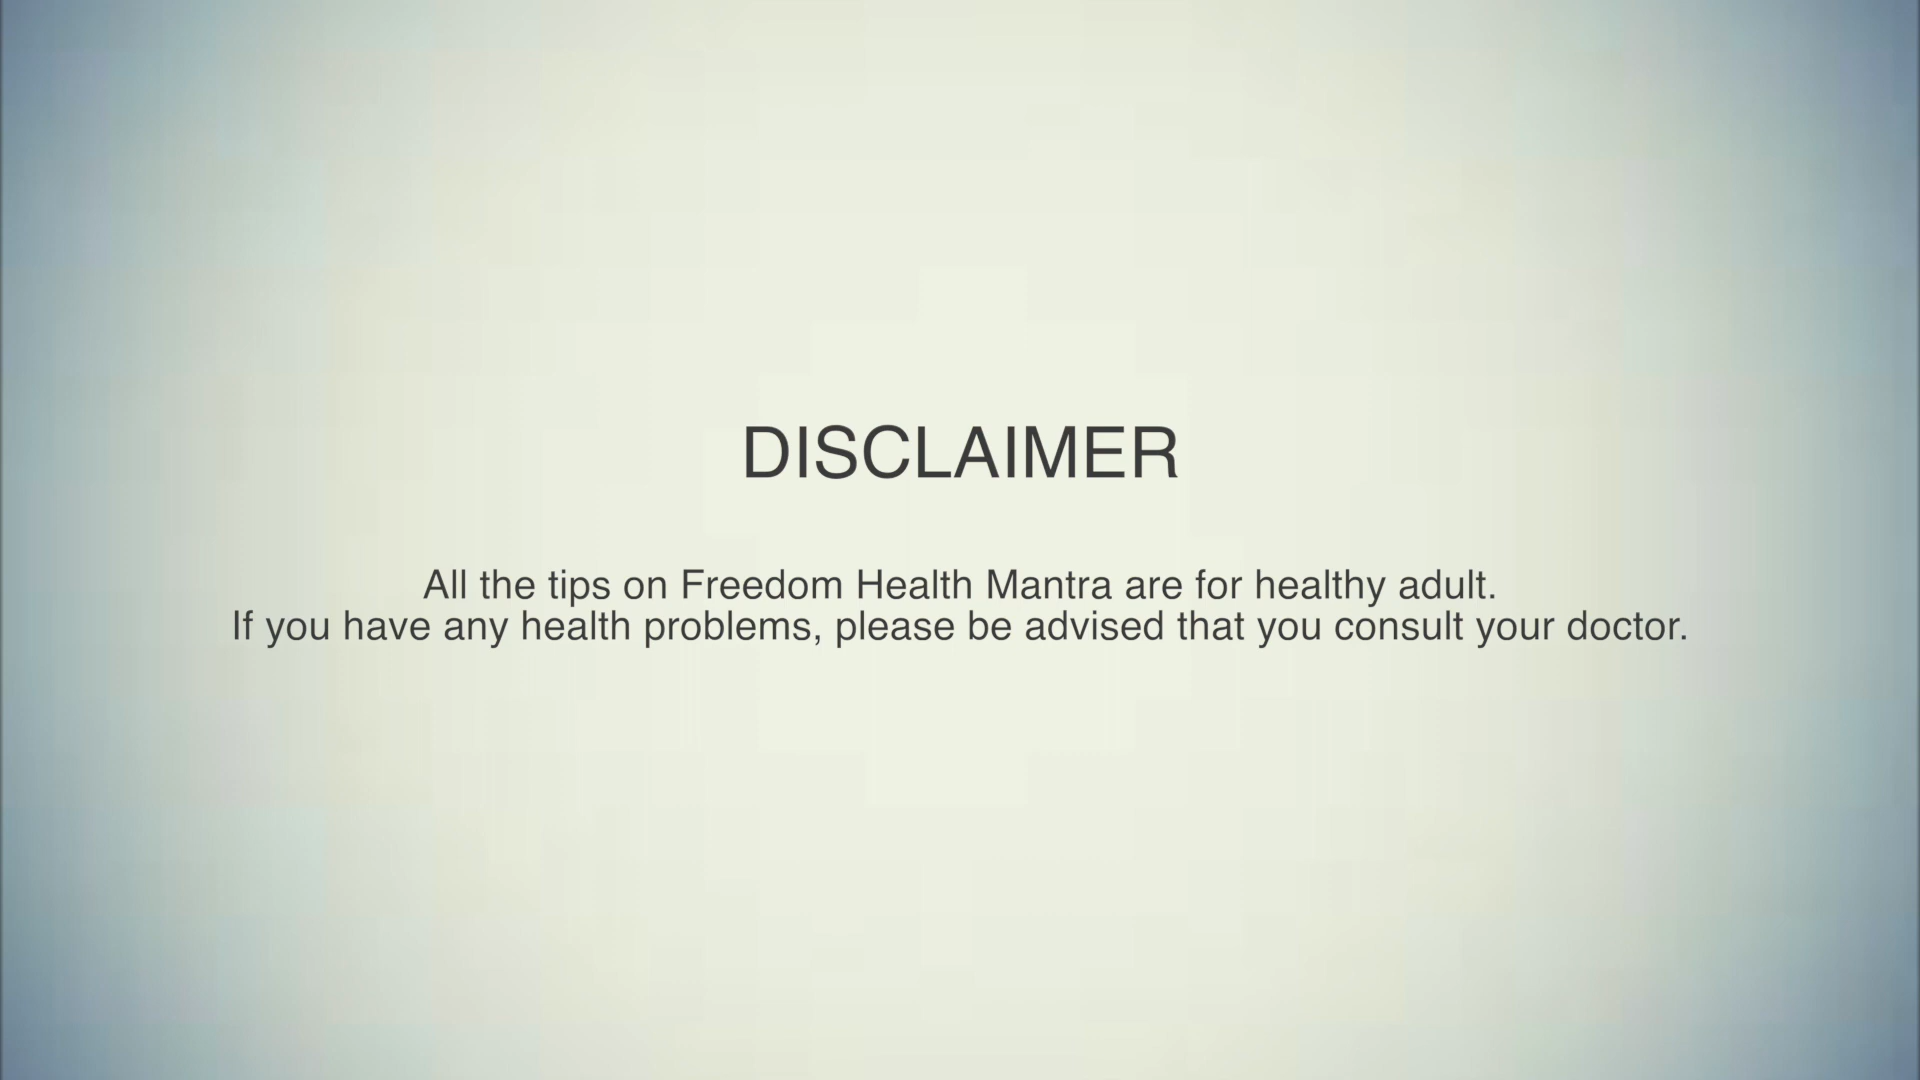 DISCLAIMER
All the tips on Freedom Health Mantra are for healthy adult.
If you have any health problems, please be advised that you consult your doctor.